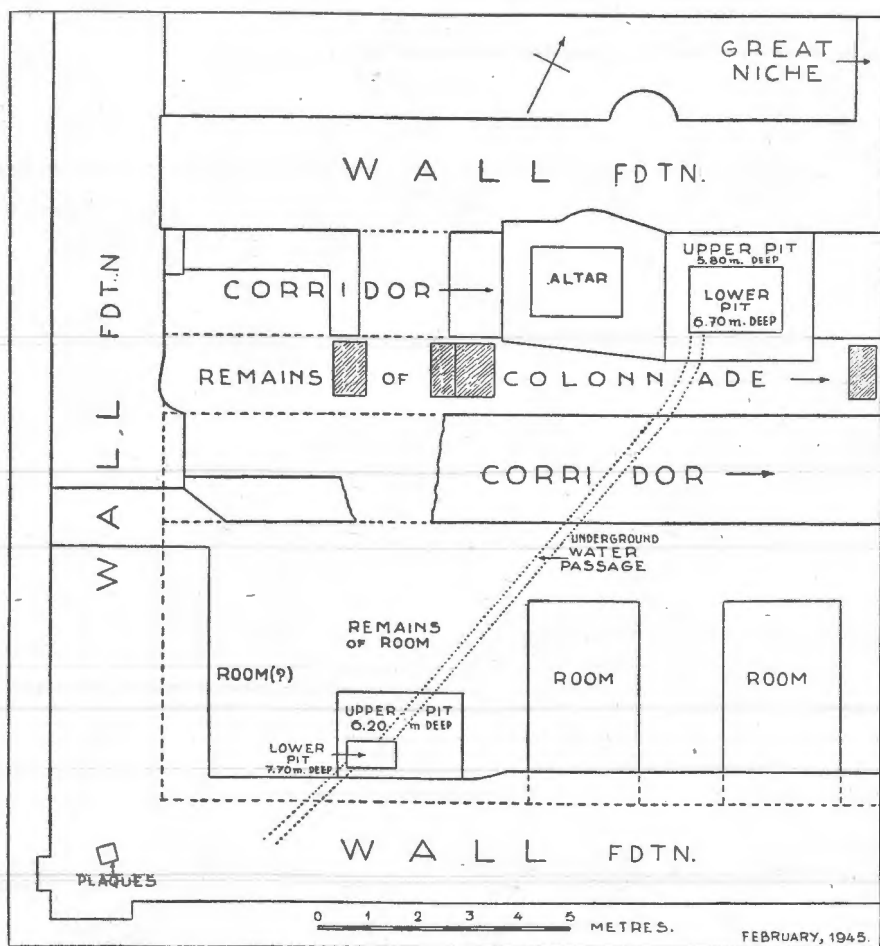 GREAT
NICHE
WALL FDTN.
WALL FDTN
CORRIDOR
ALTAR
UPPER PIT
5.80 m. DEEP
LOWER
PIT
6.70 m. DEEP
REMAINS OF COLONNADE
CORRIDOR
UNDERGROUND
WATER
PASSAGE
REMAINS
OF ROOM
ROOM(?)
ROOM
ROOM
UPPER PIT
6.20 m DEEP
LOWER
PIT
7.70 m. DEEP
WALL FDTN.
PLAQUES
0 1 2 3 4 5 METRES.
FEBRUARY, 1945.